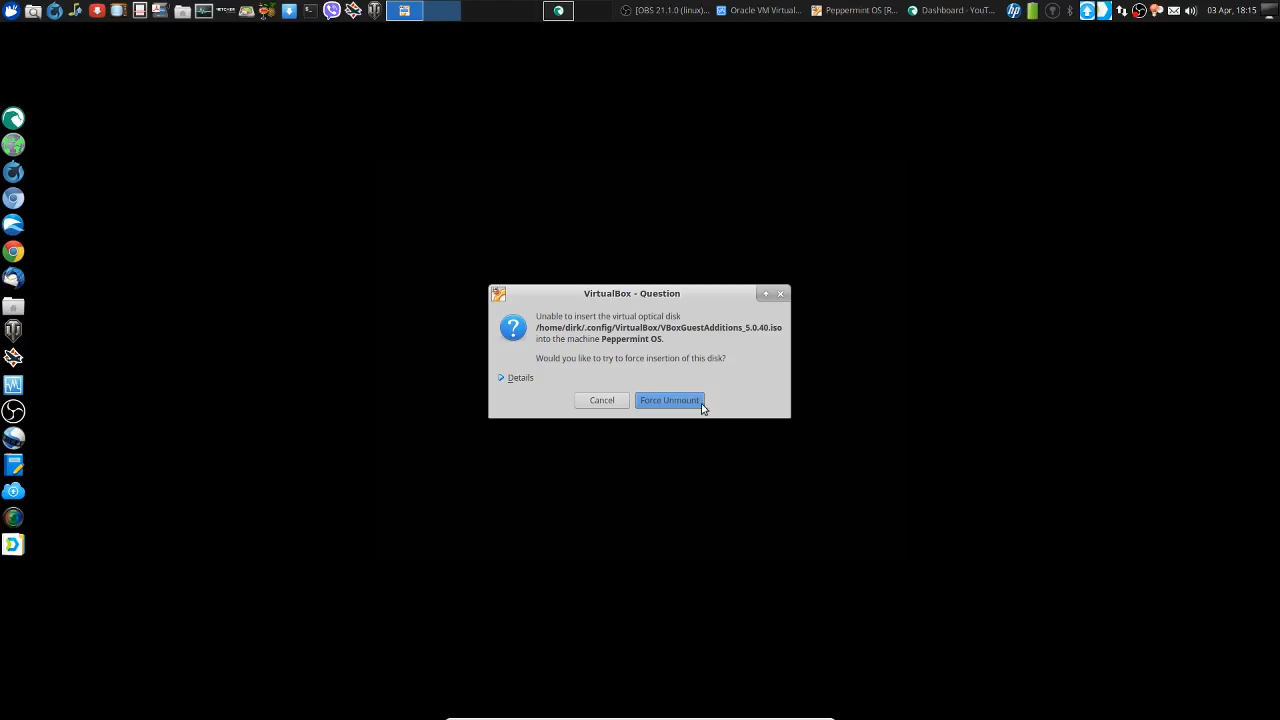 [OBS 21.1.0 (linux)...
Oracle VM Virtual...
Peppermint OS [R...
Dashboard - YouT...
hp
03 Apr, 18:15
VirtualBox - Question
Unable to insert the virtual optical disk
/home/dirk/.config/VirtualBox/VBoxGuestAdditions_5.0.40.iso
into the machine Peppermint OS.
Would you like to try to force insertion of this disk?
Details
Cancel
Force Unmount